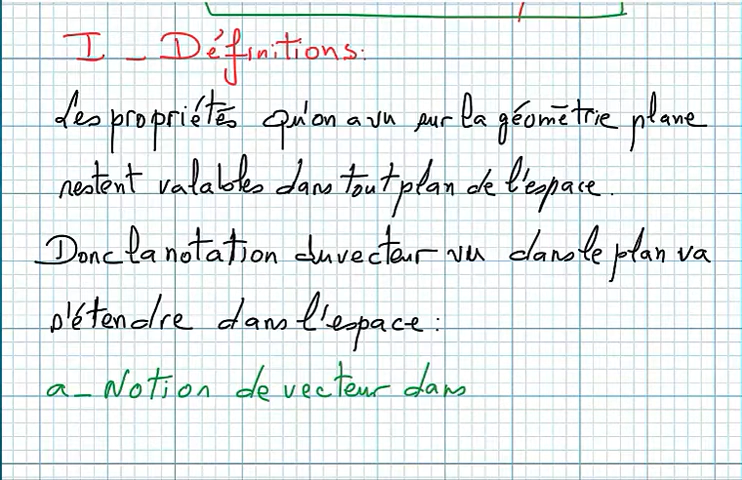 I - Définitions:
Les propriétés qu'on a vu sur la géométrie plane
restent valables dans tout plan de l'espace.
Donc la notation du vecteur vu dans le plan va
s'étendre dans l'espace:
a - Notion de vecteur dans